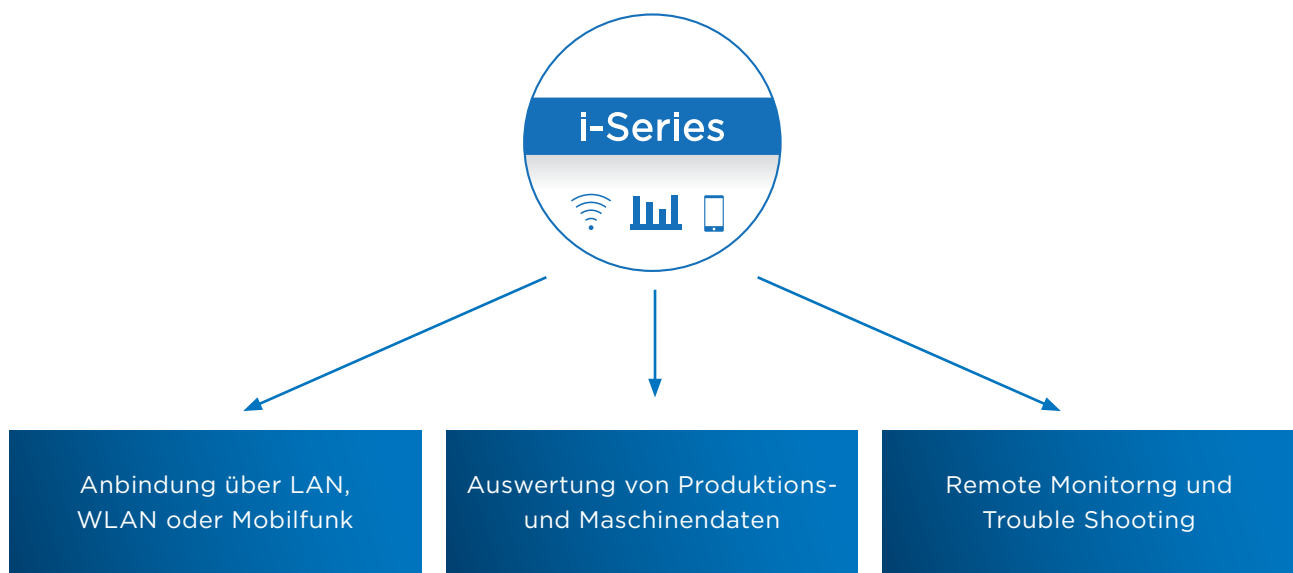 i-Series
Anbindung über LAN,
WLAN oder Mobilfunk
Auswertung von Produktions-
und Maschinendaten
Remote Monitorng und
Trouble Shooting